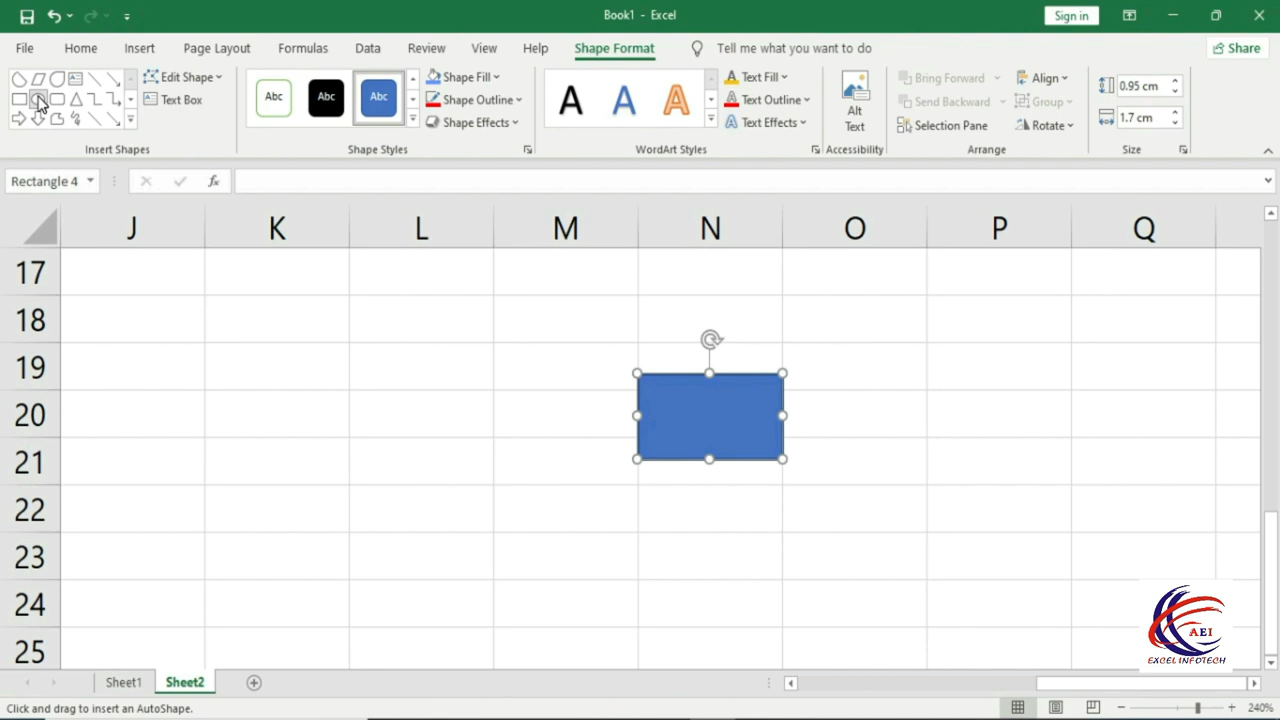 Book1 - Excel
Sign in
File Home Insert Page Layout Formulas Data Review View Help Shape Format Tell me what you want to do Share
Edit Shape
Text Box
Insert Shapes
Abc Abc Abc
Shape Fill
Shape Outline
Shape Effects
Shape Styles
A A A
Text Fill
Text Outline
Text Effects
WordArt Styles
Alt
Text
Accessibility
Bring Forward
Send Backward
Selection Pane
Align
Group
Rotate
Arrange
0.95 cm
1.7 cm
Size
Rectangle 4
fx
J K L M N O P Q
17
18
19
20
21
22
23
24
25
AEI
EXCEL INFOTECH
Sheet1 Sheet2
Click and drag to insert an AutoShape.
240%